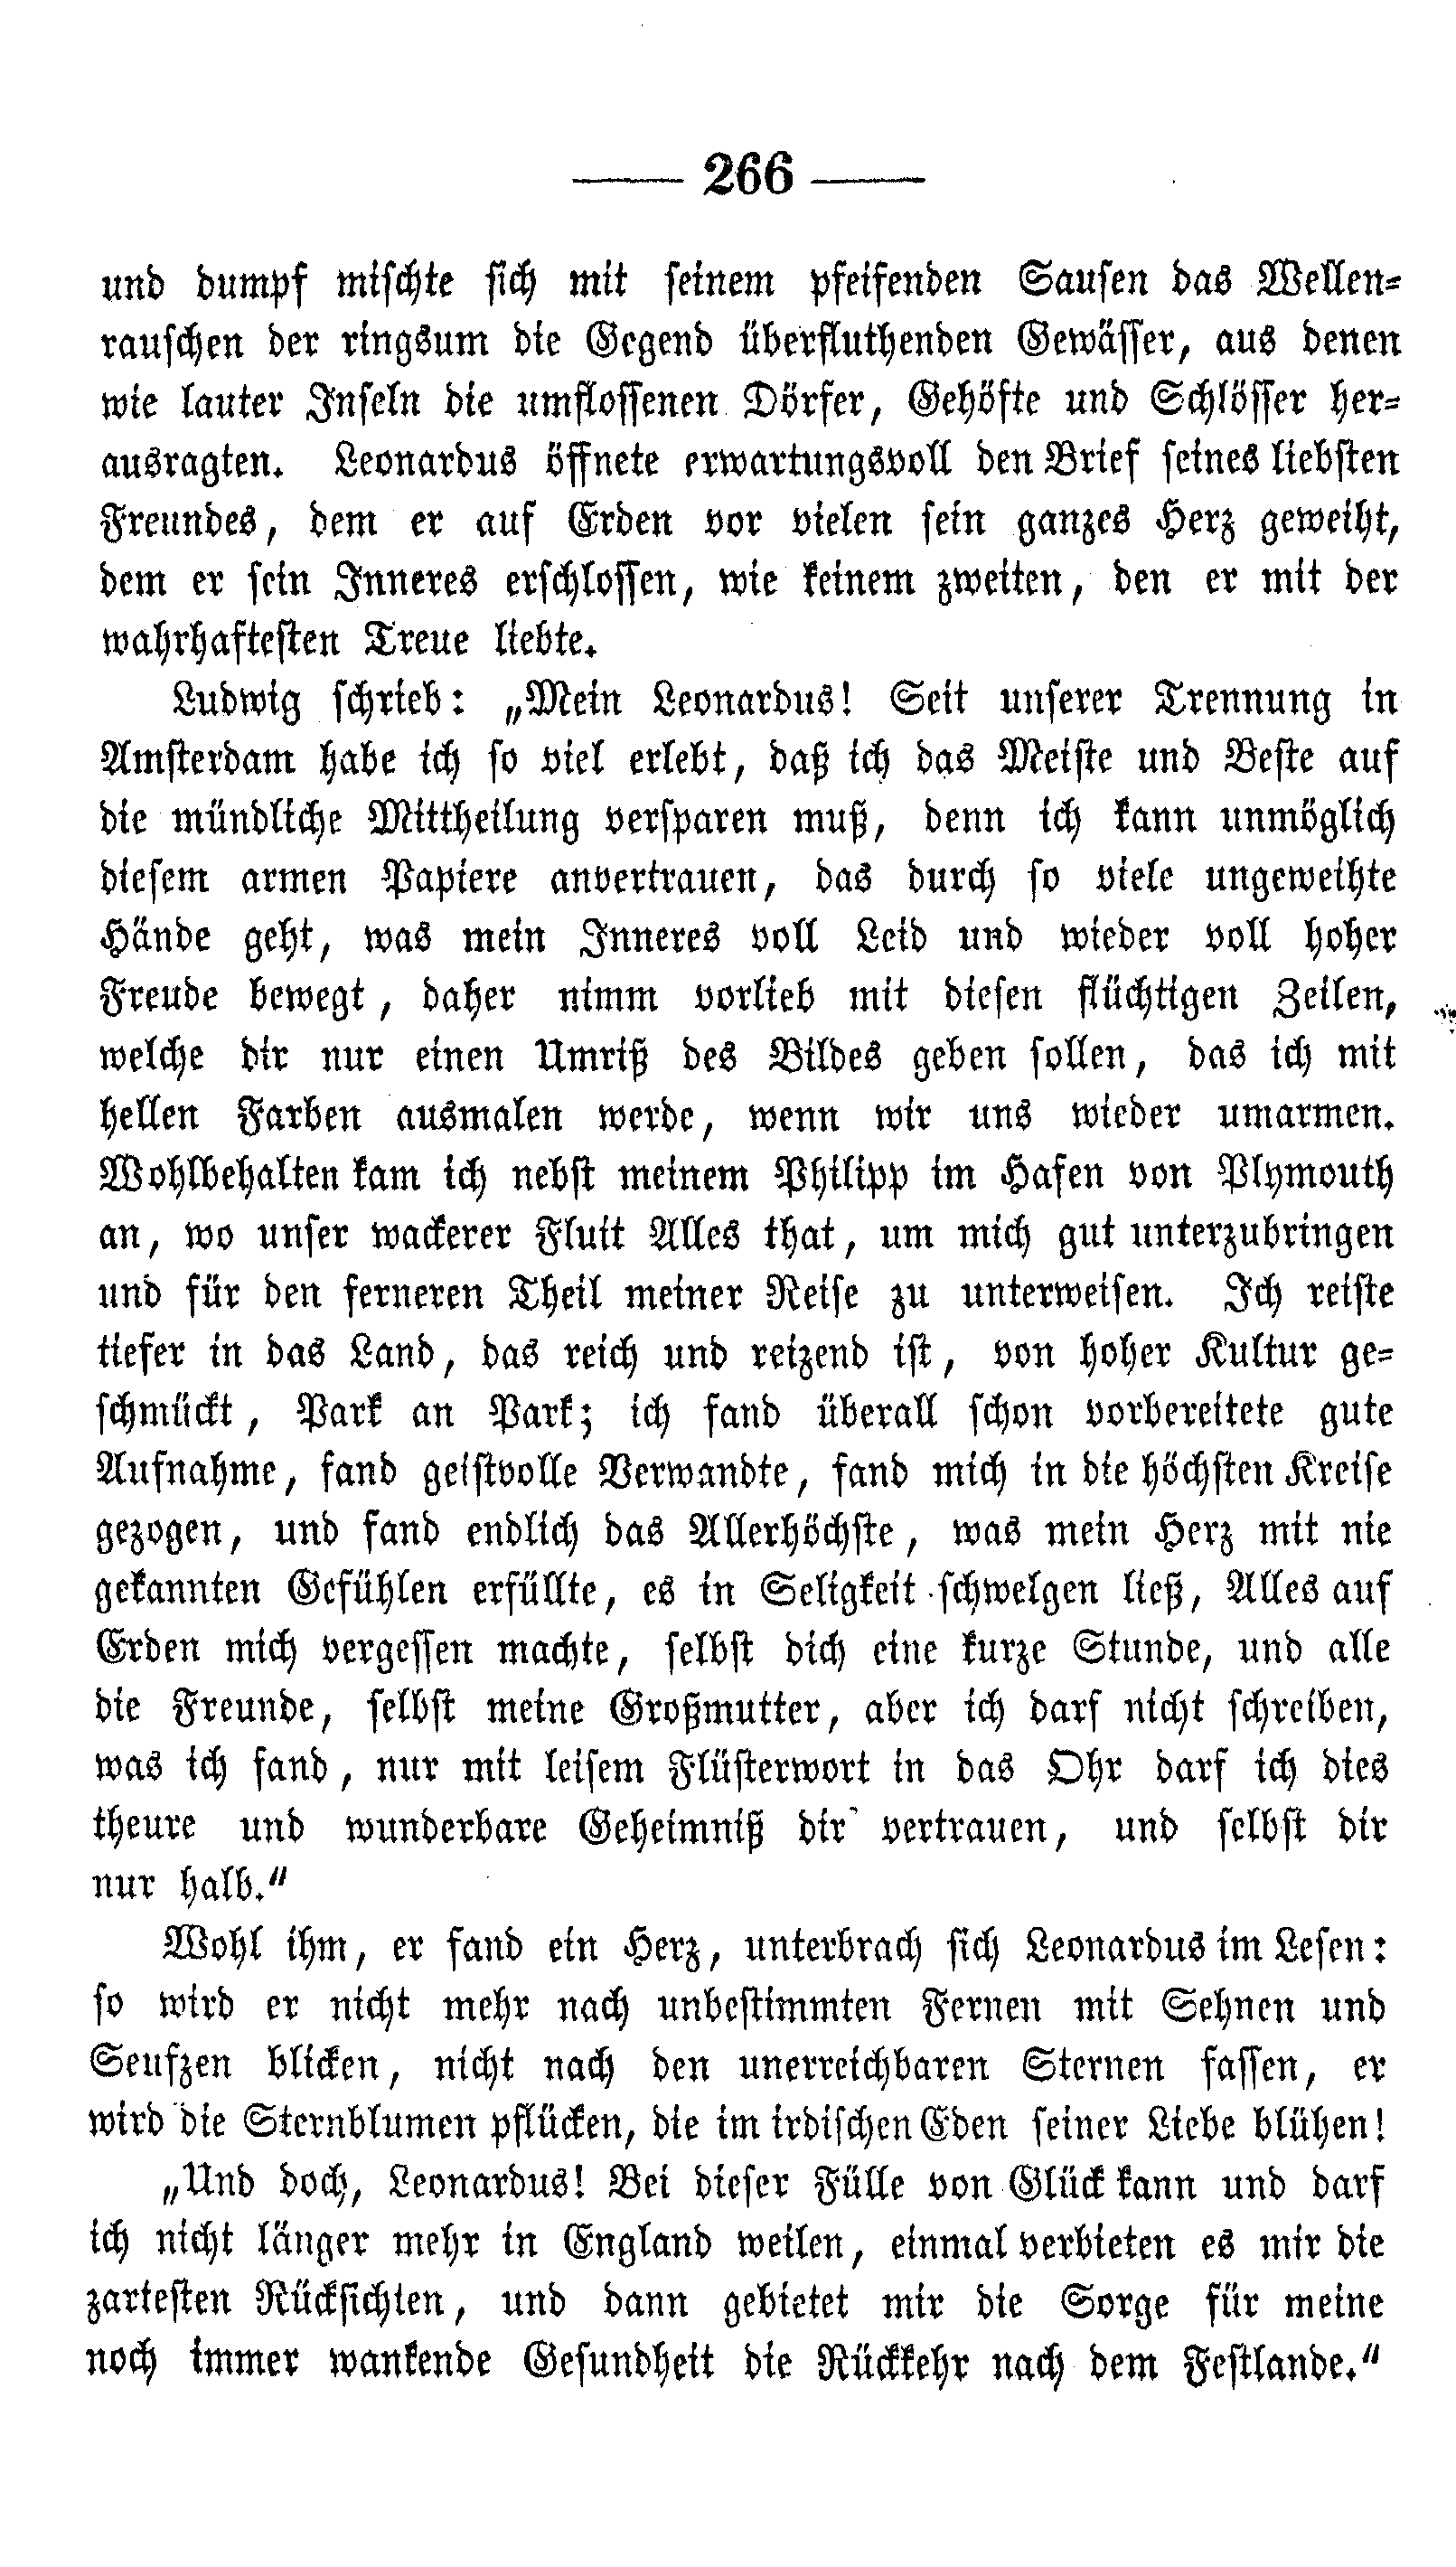 — 266 —
und dumpf mischte sich mit seinem pfeifenden Sausen das Wellen-
rauschen der ringsum die Gegend überfluthenden Gewässer, aus denen
wie lauter Inseln die umflossenen Dörfer, Gehöfte und Schlösser her-
ausragten. Leonardus öffnete erwartungsvoll den Brief seines liebsten
Freundes, dem er auf Erden vor vielen sein ganzes Herz geweiht,
dem er sein Inneres erschlossen, wie keinem zweiten, den er mit der
wahrhaftesten Treue liebte.
Ludwig schrieb: „Mein Leonardus! Seit unserer Trennung in
Amsterdam habe ich so viel erlebt, daß ich das Meiste und Beste auf
die mündliche Mittheilung versparen muß, denn ich kann unmöglich
diesem armen Papiere anvertrauen, das durch so viele ungeweihte
Hände geht, was mein Inneres voll Leid und wieder voll hoher
Freude bewegt, daher nimm vorlieb mit diesen flüchtigen Zeilen,
welche dir nur einen Umriß des Bildes geben sollen, das ich mit
hellen Farben ausmalen werde, wenn wir uns wieder umarmen.
Wohlbehalten kam ich nebst meinem Philipp im Hafen von Plymouth
an, wo unser wackerer Fluit Alles that, um mich gut unterzubringen
und für den ferneren Theil meiner Reise zu unterweisen. Ich reiste
tiefer in das Land, das reich und reizend ist, von hoher Kultur ge-
schmückt, Park an Park; ich fand überall schon vorbereitete gute
Aufnahme, fand geistvolle Verwandte, fand mich in die höchsten Kreise
gezogen, und fand endlich das Allerhöchste, was mein Herz mit nie
gekannten Gefühlen erfüllte, es in Seligkeit schwelgen ließ, Alles auf
Erden mich vergessen machte, selbst dich eine kurze Stunde, und alle
die Freunde, selbst meine Großmutter, aber ich darf nicht schreiben,
was ich fand, nur mit leisem Flüsterwort in das Ohr darf ich dies
theure und wunderbare Geheimniß dir vertrauen, und selbst dir
nur halb.“
Wohl ihm, er fand ein Herz, unterbrach sich Leonardus im Lesen:
so wird er nicht mehr nach unbestimmten Fernen mit Sehnen und
Seufzen blicken, nicht nach den unerreichbaren Sternen fassen, er
wird die Sternblumen pflücken, die im irdischen Eden seiner Liebe blühen!
„Und doch, Leonardus! Bei dieser Fülle von Glück kann und darf
ich nicht länger mehr in England weilen, einmal verbieten es mir die
zartesten Rücksichten, und dann gebietet mir die Sorge für meine
noch immer wankende Gesundheit die Rückkehr nach dem Festlande.“